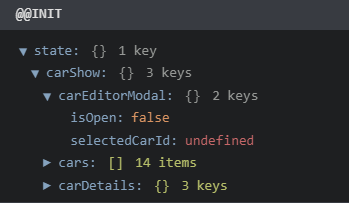 @@INIT
▼ state: {} 1 key
▼ carShow: {} 3 keys
▼ carEditorModal: {} 2 keys
isOpen: false
selectedCarId: undefined
▶ cars: [] 14 items
▶ carDetails: {} 3 keys